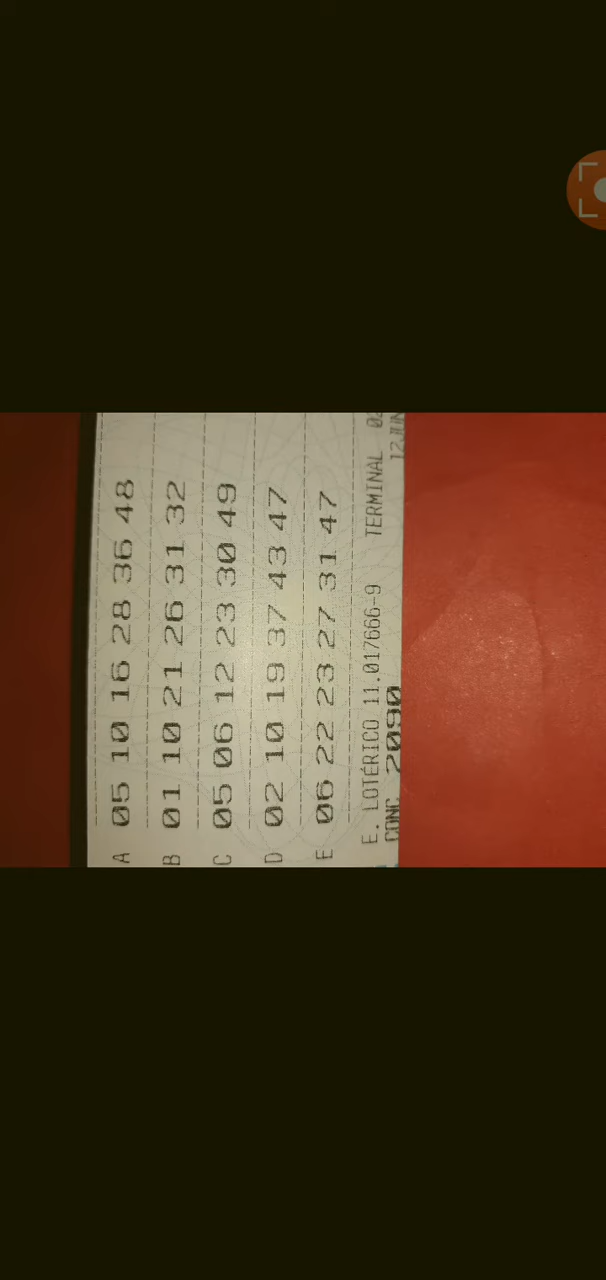 A 05 10 16 28 36 48
B 01 10 21 26 31 32
C 05 06 12 23 30 49
D 02 10 19 37 43 47
E 06 22 23 27 31 47
E. LOTÉRICO 11.017666-9 TERMINAL
CONC 2090